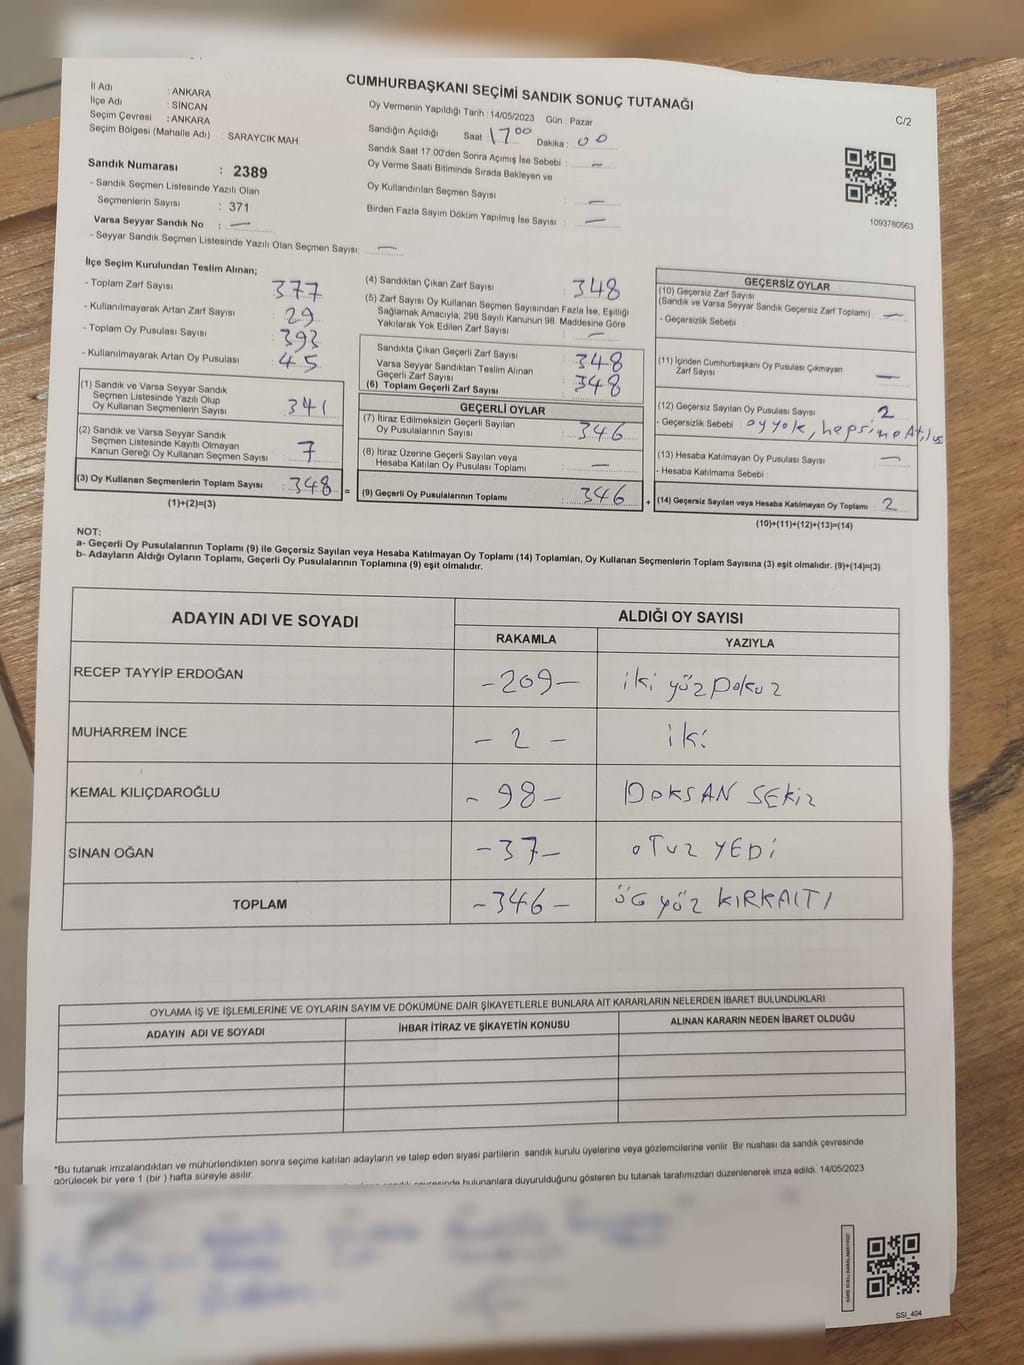 CUMHURBAŞKANI SEÇİMİ SANDIK SONUÇ TUTANAĞI
C/2
İl Adı : ANKARA
İlçe Adı : SİNCAN
Seçim Çevresi : ANKARA
Seçim Bölgesi (Mahalle Adı) : SARAYCIK MAH.
Sandık Numarası : 2389
- Sandık Seçmen Listesinde Yazılı Olan
Seçmenlerin Sayısı : 371
Varsa Seyyar Sandık No : —
- Seyyar Sandık Seçmen Listesinde Yazılı Olan Seçmen Sayısı: —
Oy Vermenin Yapıldığı Tarih : 14/05/2023 Gün : Pazar
Sandığın Açıldığı Saat : 17 00 Dakika : 00
Sandık Saat 17:00'den Sonra Açımış İse Sebebi : —
Oy Verme Saati Bitiminde Sırada Bekleyen ve
Oy Kullandırılan Seçmen Sayısı : —
Birden Fazla Sayım Döküm Yapılmış İse Sayısı : —
1093780563
İlçe Seçim Kurulundan Teslim Alınan;
- Toplam Zarf Sayısı : 377
- Kullanılmayarak Artan Zarf Sayısı : 29
- Toplam Oy Pusulası Sayısı : 393
- Kullanılmayarak Artan Oy Pusulası : 45
(1) Sandık ve Varsa Seyyar Sandık
Seçmen Listesinde Yazılı Olup
Oy Kullanan Seçmenlerin Sayısı : 341
(2) Sandık ve Varsa Seyyar Sandık
Seçmen Listesinde Kayıtlı Olmayan
Kanun Gereği Oy Kullanan Seçmen Sayısı : 7
(3) Oy Kullanan Seçmenlerin Toplam Sayısı : 348 =
(1)+(2)=(3)
(4) Sandıktan Çıkan Zarf Sayısı : 348
(5) Zarf Sayısı Oy Kullanan Seçmen Sayısından Fazla İse, Eşitliği
Sağlamak Amacıyla, 298 Sayılı Kanunun 98. Maddesine Göre
Yakılarak Yok Edilen Zarf Sayısı : —
Sandıkta Çıkan Geçerli Zarf Sayısı : 348
Varsa Seyyar Sandıktan Teslim Alınan
Geçerli Zarf Sayısı : 348
(6) Toplam Geçerli Zarf Sayısı
GEÇERLİ OYLAR
(7) İtiraz Edilmeksizin Geçerli Sayılan
Oy Pusulalarının Sayısı : 346
(8) İtiraz Üzerine Geçerli Sayılan veya
Hesaba Katılan Oy Pusulası Toplamı : —
(9) Geçerli Oy Pusulalarının Toplamı : 346 +
GEÇERSİZ OYLAR
(10) Geçersiz Zarf Sayısı
(Sandık ve Varsa Seyyar Sandık Geçersiz Zarf Toplamı) : —
- Geçersizlik Sebebi
(11) İçinden Cumhurbaşkanı Oy Pusulası Çıkmayan
Zarf Sayısı : —
(12) Geçersiz Sayılan Oy Pusulası Sayısı : 2
- Geçersizlik Sebebi : oy yok, hepsine Atılus
(13) Hesaba Katılmayan Oy Pusulası Sayısı : —
- Hesaba Katılmama Sebebi :
(14) Geçersiz Sayılan veya Hesaba Katılmayan Oy Toplamı : 2
(10)+(11)+(12)+(13)=(14)
NOT:
a- Geçerli Oy Pusulalarının Toplamı (9) ile Geçersiz Sayılan veya Hesaba Katılmayan Oy Toplamı (14) Toplamları, Oy Kullanan Seçmenlerin Toplam Sayısına (3) eşit olmalıdır. (9)+(14)=(3)
b- Adayların Aldığı Oyların Toplamı, Geçerli Oy Pusulalarının Toplamına (9) eşit olmalıdır.
ADAYIN ADI VE SOYADI
ALDIĞI OY SAYISI
RAKAMLA YAZIYLA
RECEP TAYYİP ERDOĞAN -209- iki yüz Dokuz
MUHARREM İNCE - 2 - iki
KEMAL KILIÇDAROĞLU - 98 - DOKSAN SEKiz
SİNAN OĞAN -37- oTuz YEDi
TOPLAM -346- üç yüz KIRKALTI
OYLAMA İŞ VE İŞLEMLERİNE VE OYLARIN SAYIM VE DÖKÜMÜNE DAİR ŞİKAYETLERLE BUNLARA AİT KARARLARIN NELERDEN İBARET BULUNDUKLARI
ADAYIN ADI VE SOYADI İHBAR İTİRAZ VE ŞİKAYETİN KONUSU ALINAN KARARIN NEDEN İBARET OLDUĞU
*Bu tutanak imzalandıktan ve mühürlendikten sonra seçime katılan adayların ve talep eden siyasi partilerin sandık kurulu üyelerine veya gözlemcilerine verilir. Bir nüshası da sandık çevresinde
görülecek bir yere 1 (bir ) hafta süreyle asılır.
bulunanlara duyurulduğunu gösteren bu tutanak tarafımızdan düzenlenerek imza edildi. 14/05/2023
KARE KODU KARALAMAYINIZ!
SSİ_404